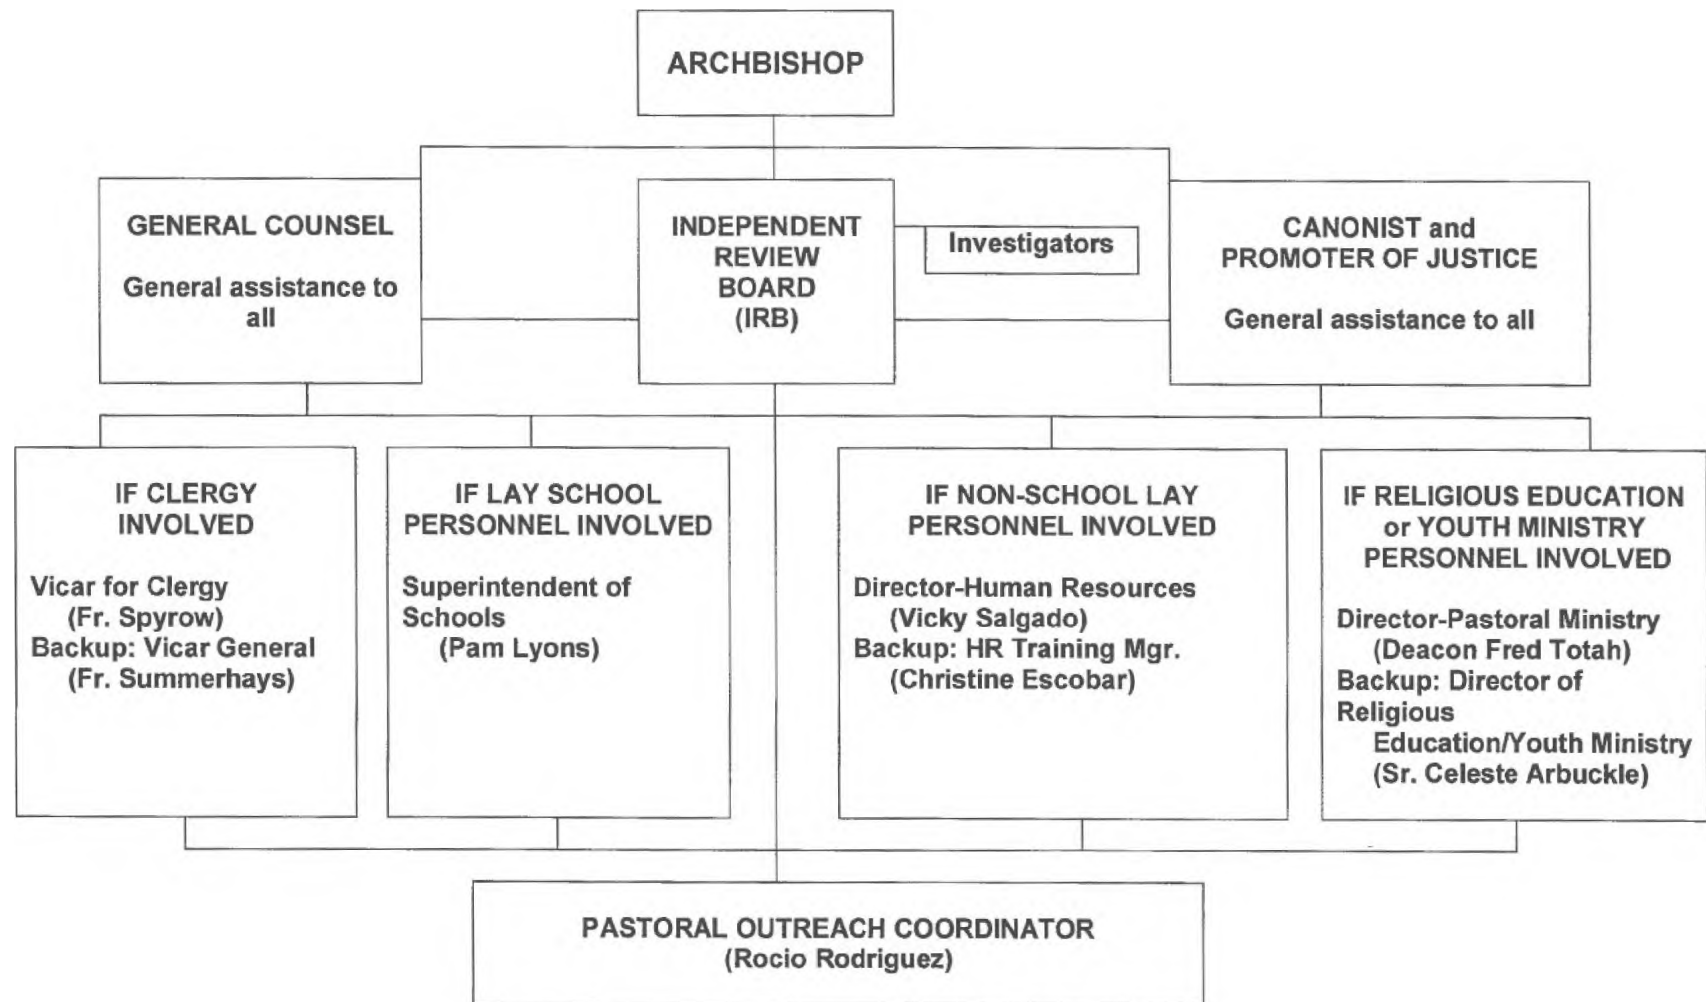 ARCHBISHOP
GENERAL COUNSEL
General assistance to
all
INDEPENDENT
REVIEW
BOARD
(IRB)
Investigators
CANONIST and
PROMOTER OF JUSTICE
General assistance to all
IF CLERGY
INVOLVED
Vicar for Clergy
(Fr. Spyrow)
Backup: Vicar General
(Fr. Summerhays)
IF LAY SCHOOL
PERSONNEL INVOLVED
Superintendent of
Schools
(Pam Lyons)
IF NON-SCHOOL LAY
PERSONNEL INVOLVED
Director-Human Resources
(Vicky Salgado)
Backup: HR Training Mgr.
(Christine Escobar)
IF RELIGIOUS EDUCATION
or YOUTH MINISTRY
PERSONNEL INVOLVED
Director-Pastoral Ministry
(Deacon Fred Totah)
Backup: Director of
Religious
Education/Youth Ministry
(Sr. Celeste Arbuckle)
PASTORAL OUTREACH COORDINATOR
(Rocio Rodriguez)